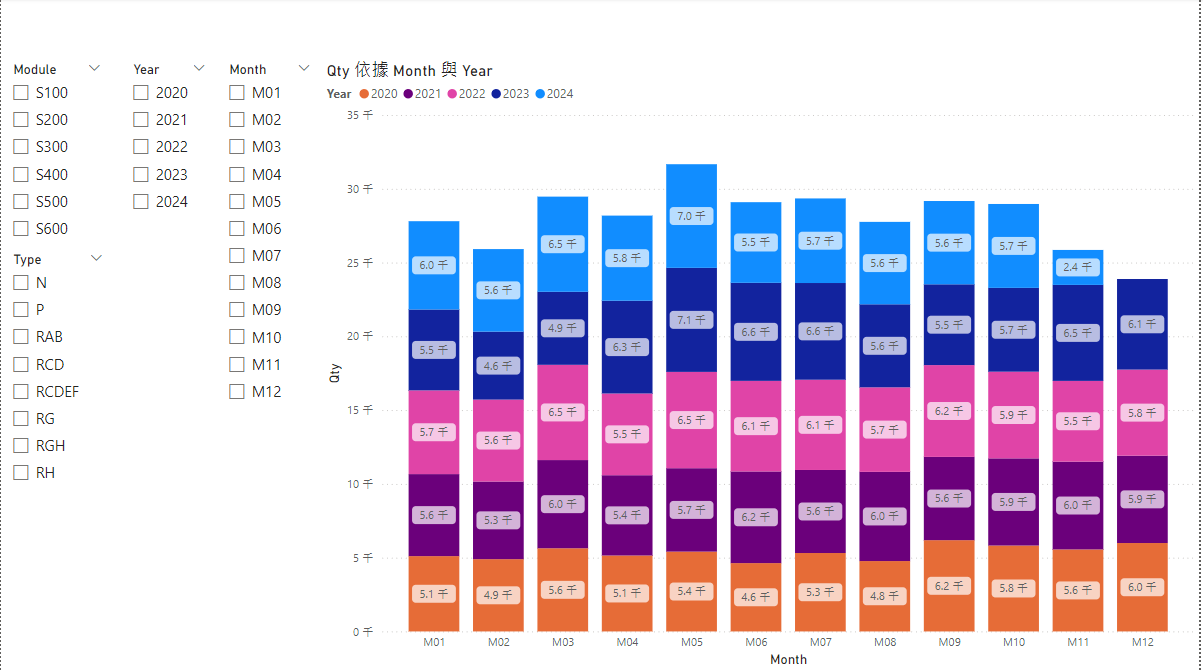 Module
S100
S200
S300
S400
S500
S600
Type
N
P
RAB
RCD
RCDEF
RG
RGH
RH
Year
2020
2021
2022
2023
2024
Month
M01
M02
M03
M04
M05
M06
M07
M08
M09
M10
M11
M12
Qty 依據 Month 與 Year
Year 2020 2021 2022 2023 2024
Qty
35 千
30 千
25 千
20 千
15 千
10 千
5 千
0 千
6.0 千 5.6 千 6.5 千 5.8 千 7.0 千 5.5 千 5.7 千 5.6 千 5.6 千 5.7 千 2.4 千
5.5 千 4.6 千 4.9 千 6.3 千 7.1 千 6.6 千 6.6 千 5.6 千 5.5 千 5.7 千 6.5 千 6.1 千
5.7 千 5.6 千 6.5 千 5.5 千 6.5 千 6.1 千 6.1 千 5.7 千 6.2 千 5.9 千 5.5 千 5.8 千
5.6 千 5.3 千 6.0 千 5.4 千 5.7 千 6.2 千 5.6 千 6.0 千 5.6 千 5.9 千 6.0 千 5.9 千
5.1 千 4.9 千 5.6 千 5.1 千 5.4 千 4.6 千 5.3 千 4.8 千 6.2 千 5.8 千 5.6 千 6.0 千
M01 M02 M03 M04 M05 M06 M07 M08 M09 M10 M11 M12
Month